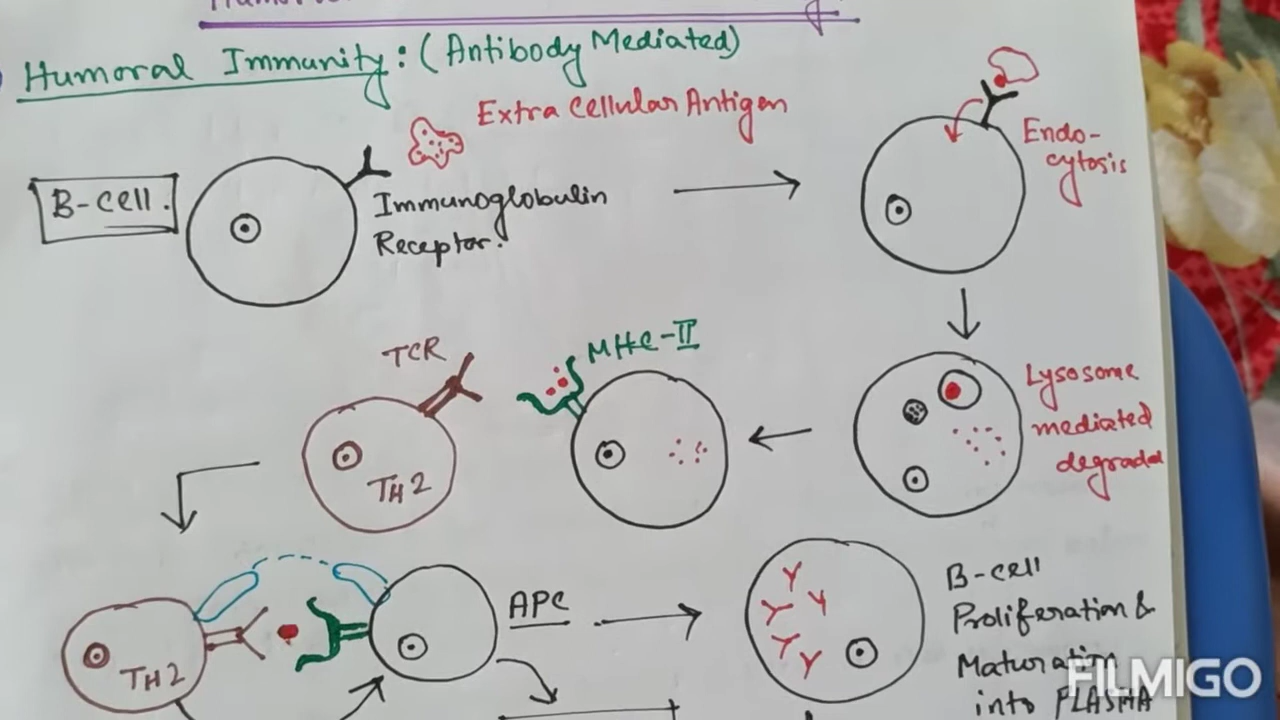 Humoral Immunity: (Antibody Mediated)
Extra Cellular Antigen
B-cell.
Immunoglobulin
Receptor.
Endo-
cytosis
TCR
MHC-II
TH2
Lysosome
mediated
degradat
TH2
APC
B-cell
Proliferation &
Maturation
into PLASMA
FILMIGO